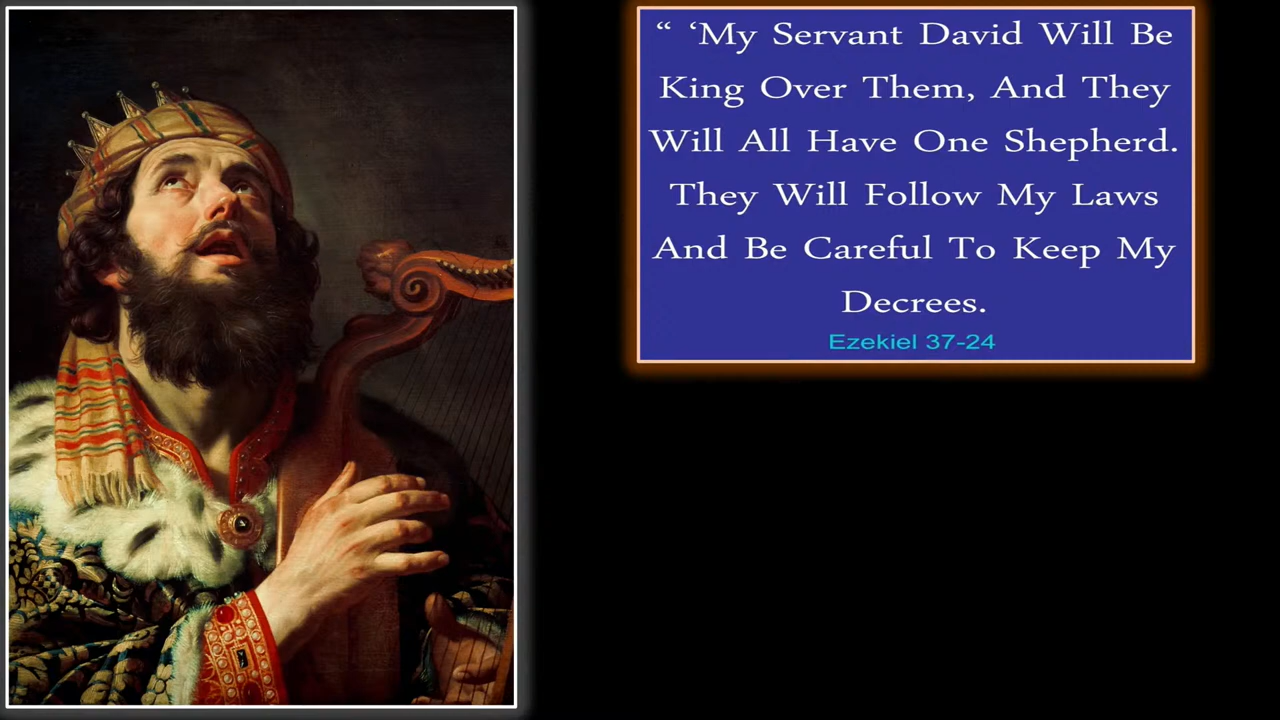 “ ‘My Servant David Will Be
King Over Them, And They
Will All Have One Shepherd.
They Will Follow My Laws
And Be Careful To Keep My
Decrees.
Ezekiel 37-24